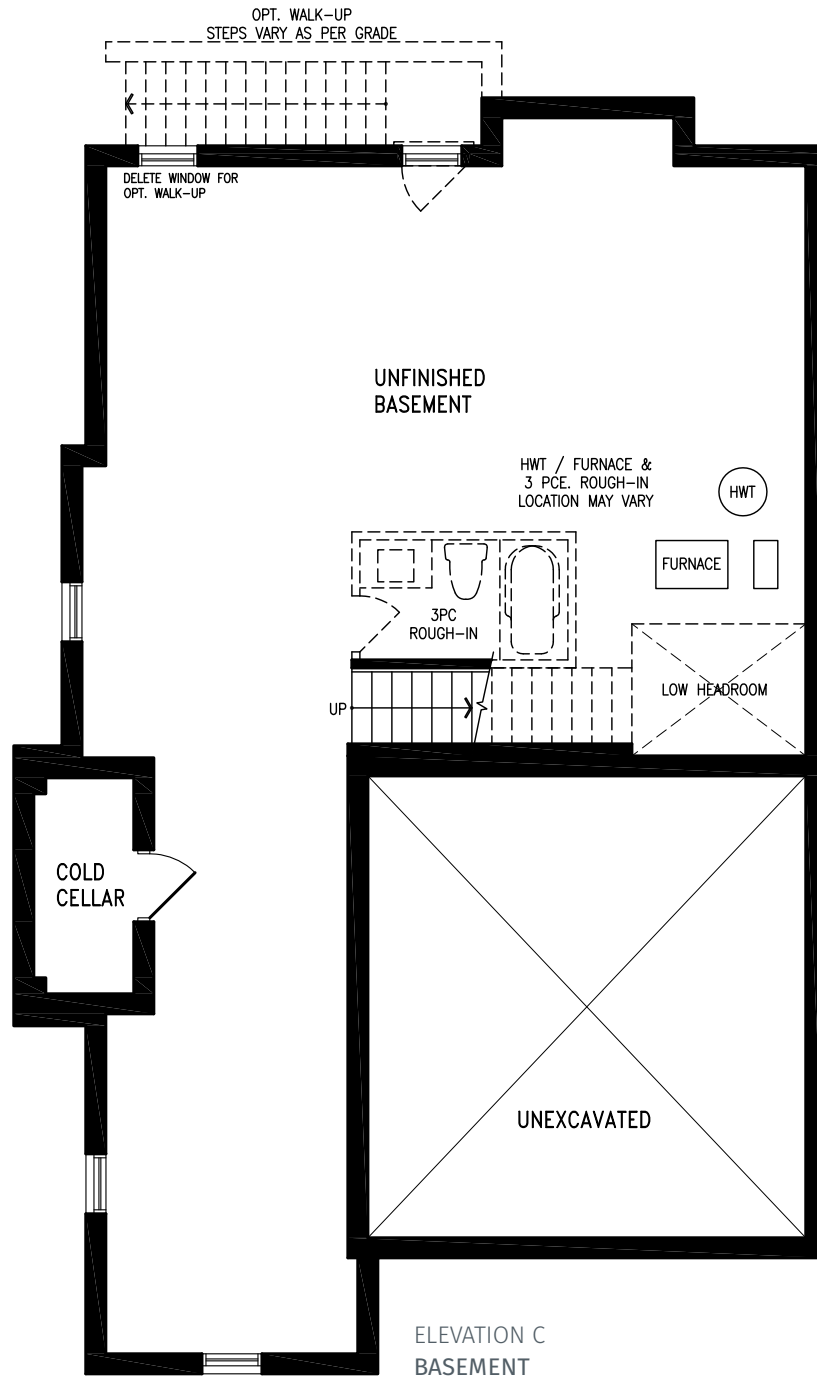 OPT. WALK-UP
STEPS VARY AS PER GRADE
DELETE WINDOW FOR
OPT. WALK-UP
UNFINISHED
BASEMENT
HWT / FURNACE &
3 PCE. ROUGH-IN
LOCATION MAY VARY
HWT
FURNACE
3PC
ROUGH-IN
LOW HEADROOM
UP
COLD
CELLAR
UNEXCAVATED
ELEVATION C
BASEMENT